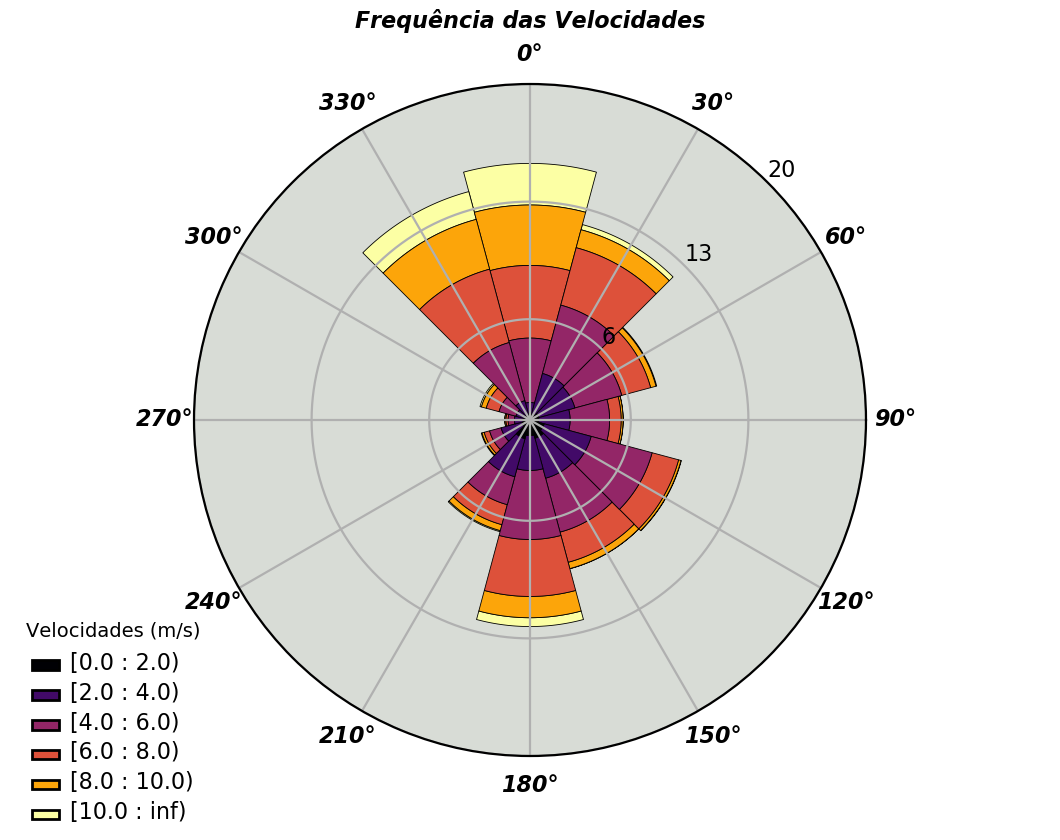 Frequência das Velocidades
0°
330°
30°
20
300°
60°
13
6
270°
90°
240°
120°
210°
150°
180°
Velocidades (m/s)
[0.0 : 2.0)
[2.0 : 4.0)
[4.0 : 6.0)
[6.0 : 8.0)
[8.0 : 10.0)
[10.0 : inf)